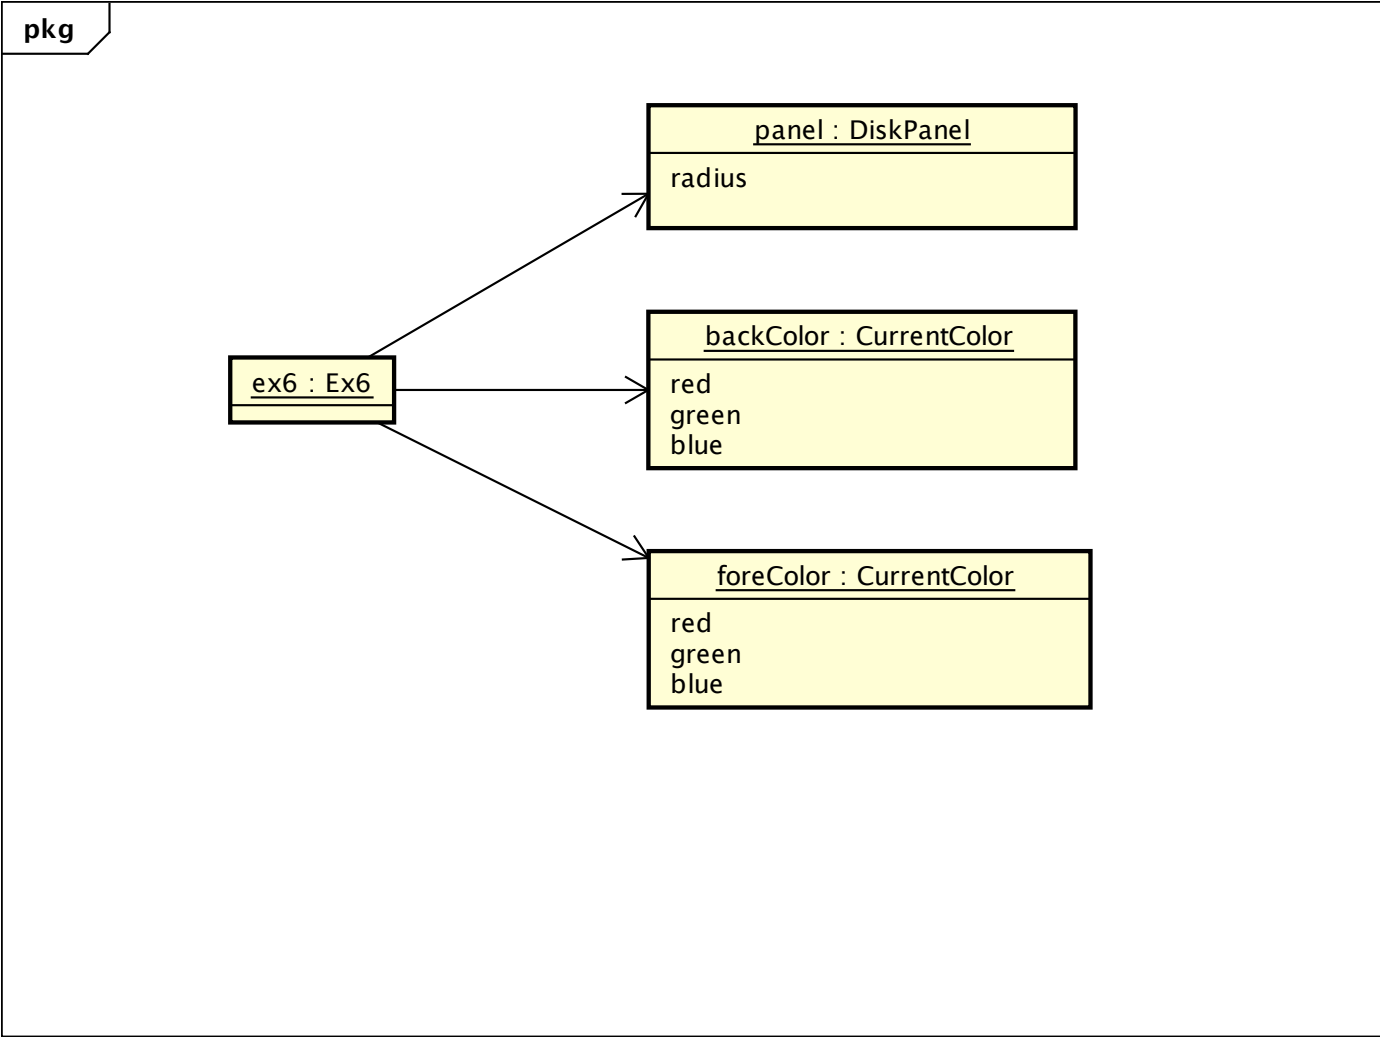 pkg
panel : DiskPanel
radius
backColor : CurrentColor
red
green
blue
ex6 : Ex6
foreColor : CurrentColor
red
green
blue